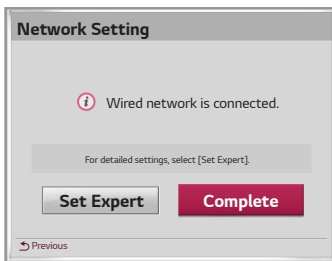 Network Setting
Wired network is connected.
For detailed settings, select [Set Expert].
Set Expert
Complete
Previous